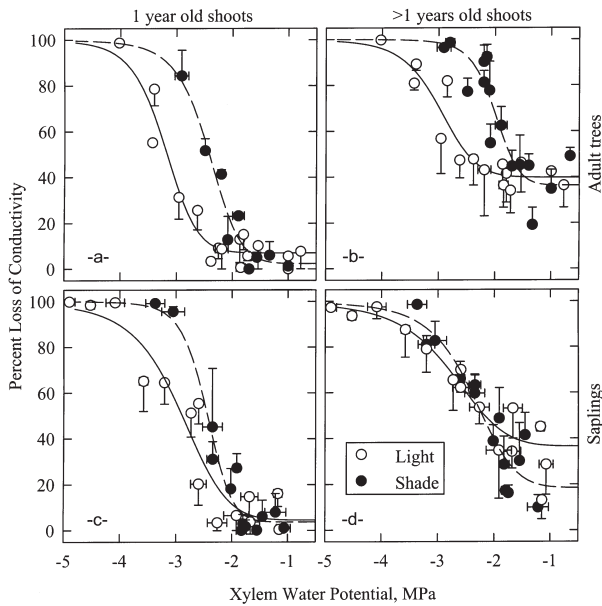 1 year old shoots
>1 years old shoots
100
80
60
40
20
0
-a-
-b-
Adult trees
Percent Loss of Conductivity
100
80
60
40
20
0
-c-
-d-
Light
Shade
Saplings
-5 -4 -3 -2 -1 -5 -4 -3 -2 -1
Xylem Water Potential, MPa